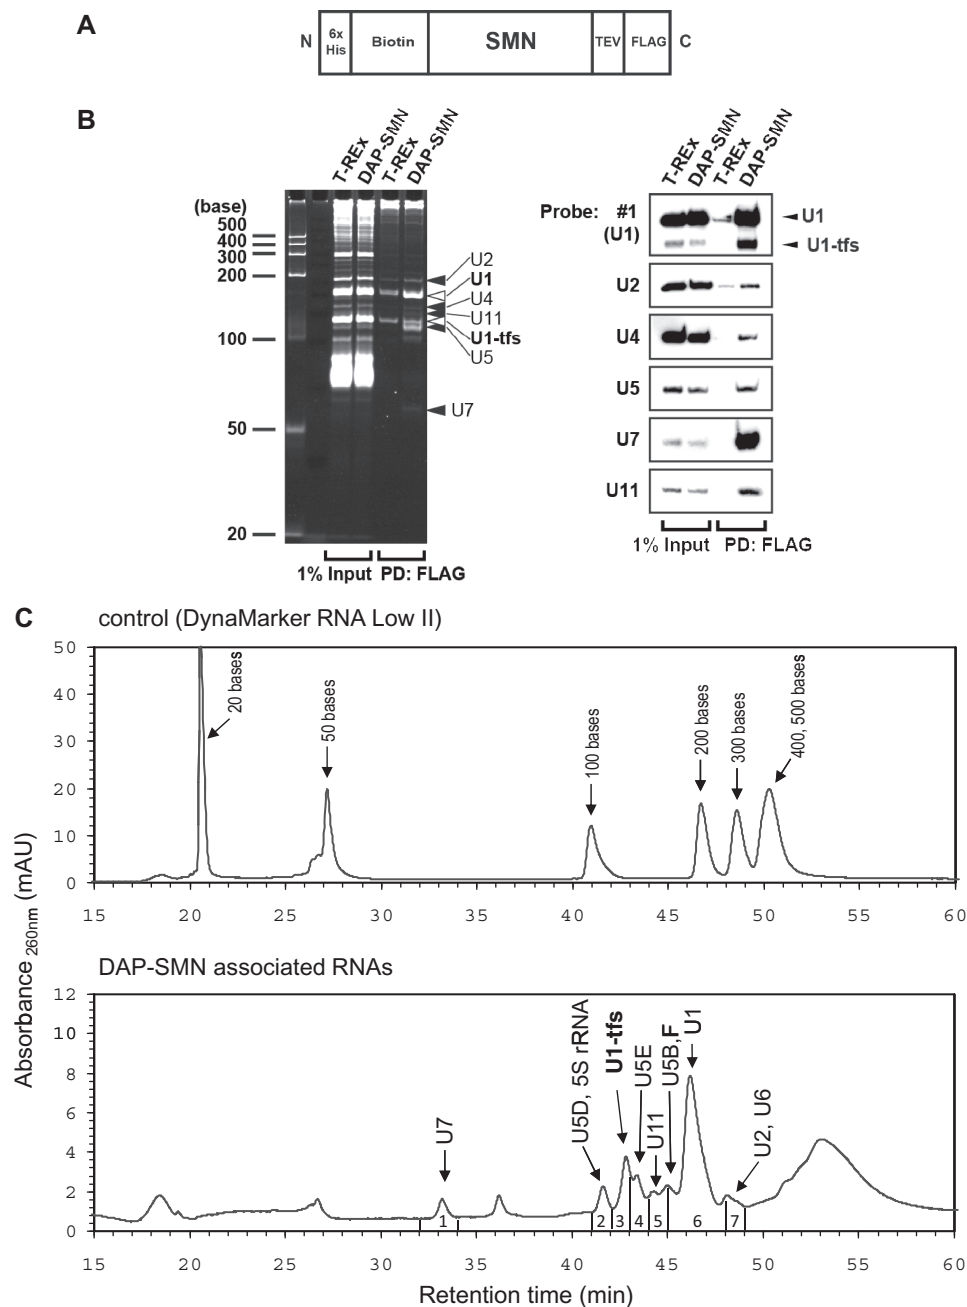 A
N
6x
His
Biotin
SMN
TEV
FLAG
C
B
T-REx
DAP-SMN
T-REx
DAP-SMN
(base)
500
400
300
200
100
50
20
U2
U1
U4
U11
U1-tfs
U5
U7
1% Input
PD: FLAG
T-REx
DAP-SMN
T-REx
DAP-SMN
Probe: #1
(U1)
U1
U1-tfs
U2
U4
U5
U7
U11
1% Input
PD: FLAG
C
control (DynaMarker RNA Low II)
50
40
30
20
10
0
20 bases
50 bases
100 bases
200 bases
300 bases
400, 500 bases
15 20 25 30 35 40 45 50 55 60
DAP-SMN associated RNAs
12
10
8
6
4
2
0
U7
U5D, 5S rRNA
U1-tfs
U5E
U11
U5B,F
U1
U2, U6
1 2 3 4 5 6 7
15 20 25 30 35 40 45 50 55 60
Absorbance 260nm (mAU)
Retention time (min)